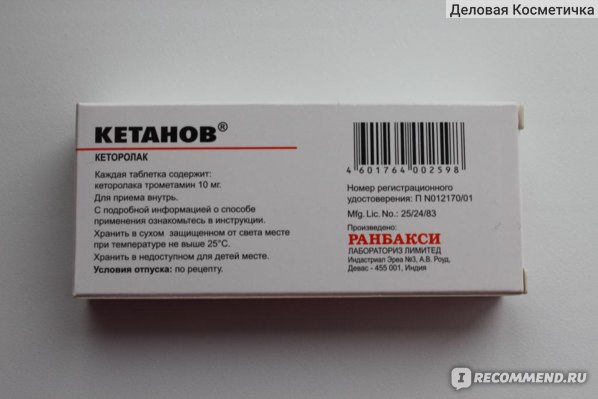 Деловая Косметичка
КЕТАНОВ®
КЕТОРОЛАК
Каждая таблетка содержит:
кеторолака трометамин 10 мг.
Для приема внутрь.
С подробной информацией о способе
применения ознакомьтесь в инструкции.
Хранить в сухом защищенном от света месте
при температуре не выше 25°С.
Хранить в недоступном для детей месте.
Условия отпуска: по рецепту.
4 601764 002598
Номер регистрационного
удостоверения: П N012170/01
Mfg. Lic. No.: 25/24/83
Произведено:
РАНБАКСИ
ЛАБОРАТОРИЗ ЛИМИТЕД
Индастриал Эреа №3, А.В. Роуд,
Девас - 455 001, Индия
I RECOMMEND.RU